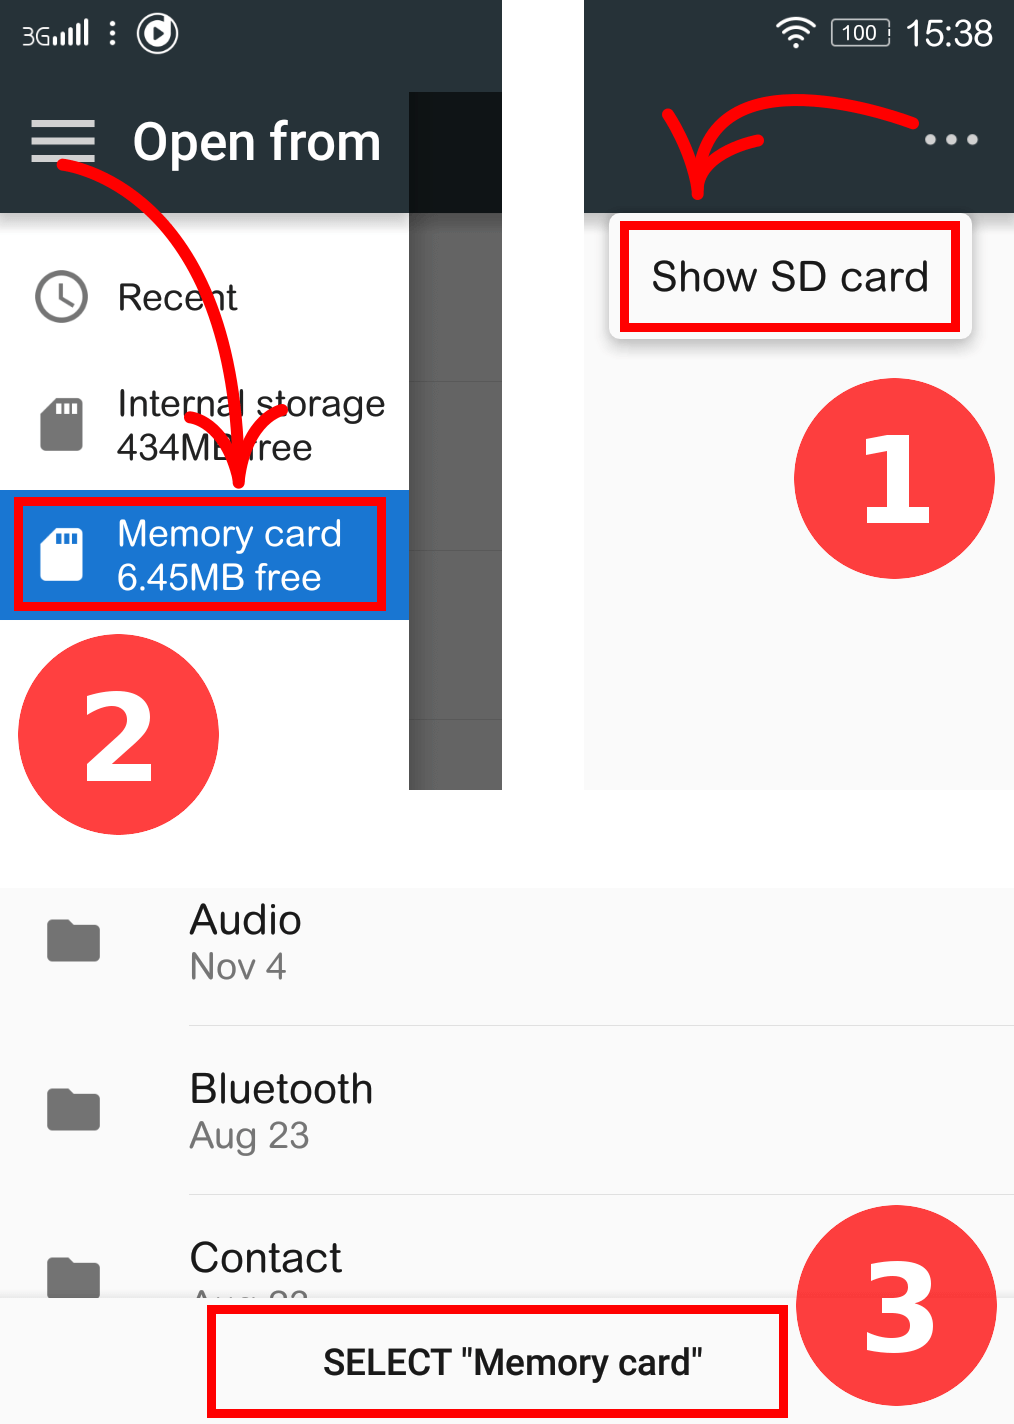 3G
100 15:38
Open from
Show SD card
Recent
Internal storage
434MB free
1
Memory card
6.45MB free
2
Audio
Nov 4
Bluetooth
Aug 23
Contact
3
SELECT "Memory card"